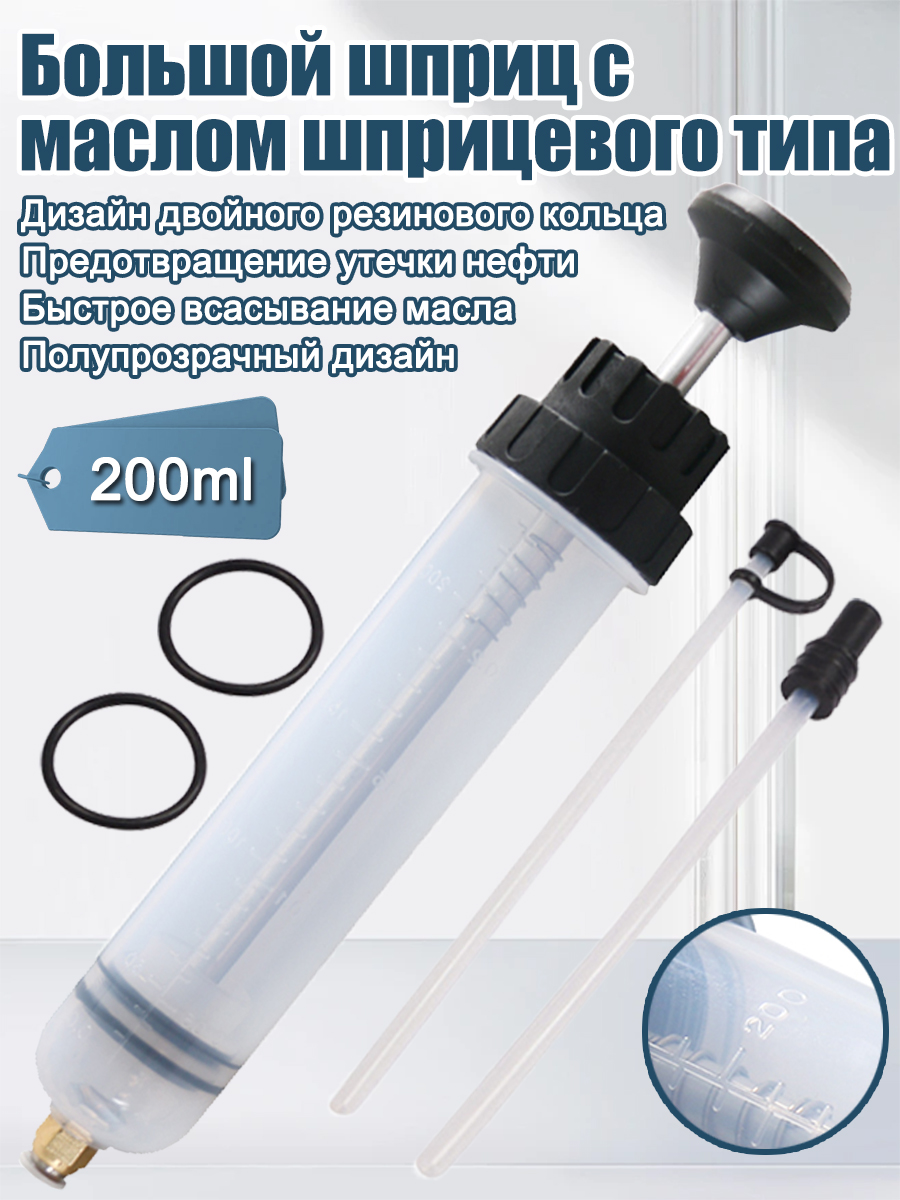 Большой шприц с
маслом шприцевого типа
Дизайн двойного резинового кольца
Предотвращение утечки нефти
Быстрое всасывание масла
Полупрозрачный дизайн
200ml
200